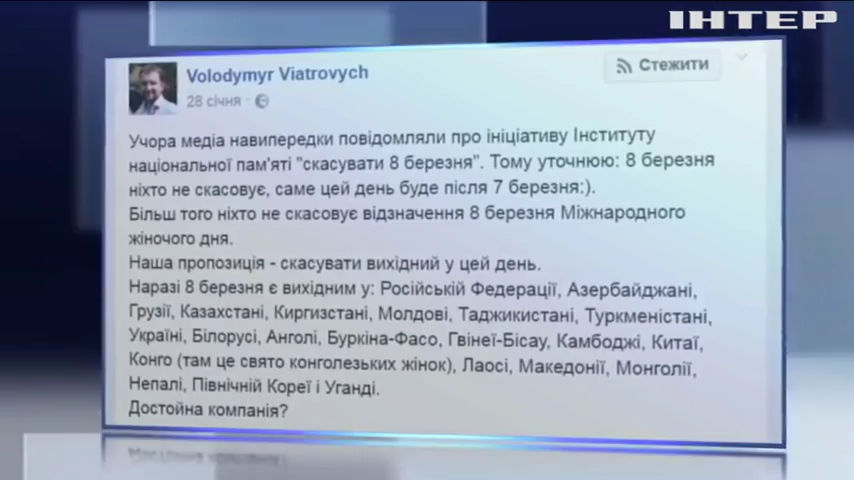 ІНТЕР
Volodymyr Viatrovych
Стежити
28 січня ·
Учора медіа навипередки повідомляли про ініціативу Інституту
національної пам'яті "скасувати 8 березня". Тому уточнюю: 8 березня
ніхто не скасовує, саме цей день буде після 7 березня:).
Більш того ніхто не скасовує відзначення 8 березня Міжнародного
жіночого дня.
Наша пропозиція - скасувати вихідний у цей день.
Наразі 8 березня є вихідним у: Російській Федерації, Азербайджані,
Грузії, Казахстані, Киргизстані, Молдові, Таджикистані, Туркменістані,
Україні, Білорусі, Анголі, Буркіна-Фасо, Гвінеї-Бісау, Камбоджі, Китаї,
Конго (там це свято конголезьких жінок), Лаосі, Македонії, Монголії,
Непалі, Північній Кореї і Уганді.
Достойна компанія?